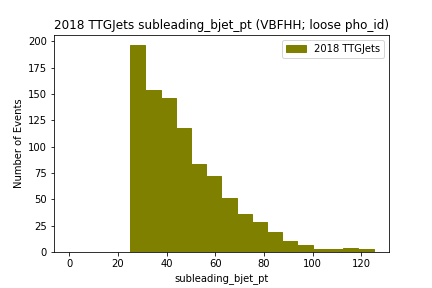 2018 TTGJets subleading_bjet_pt (VBFHH; loose pho_id)
2018 TTGJets
200
175
150
125
100
75
50
25
0
Number of Events
0 20 40 60 80 100 120
subleading_bjet_pt